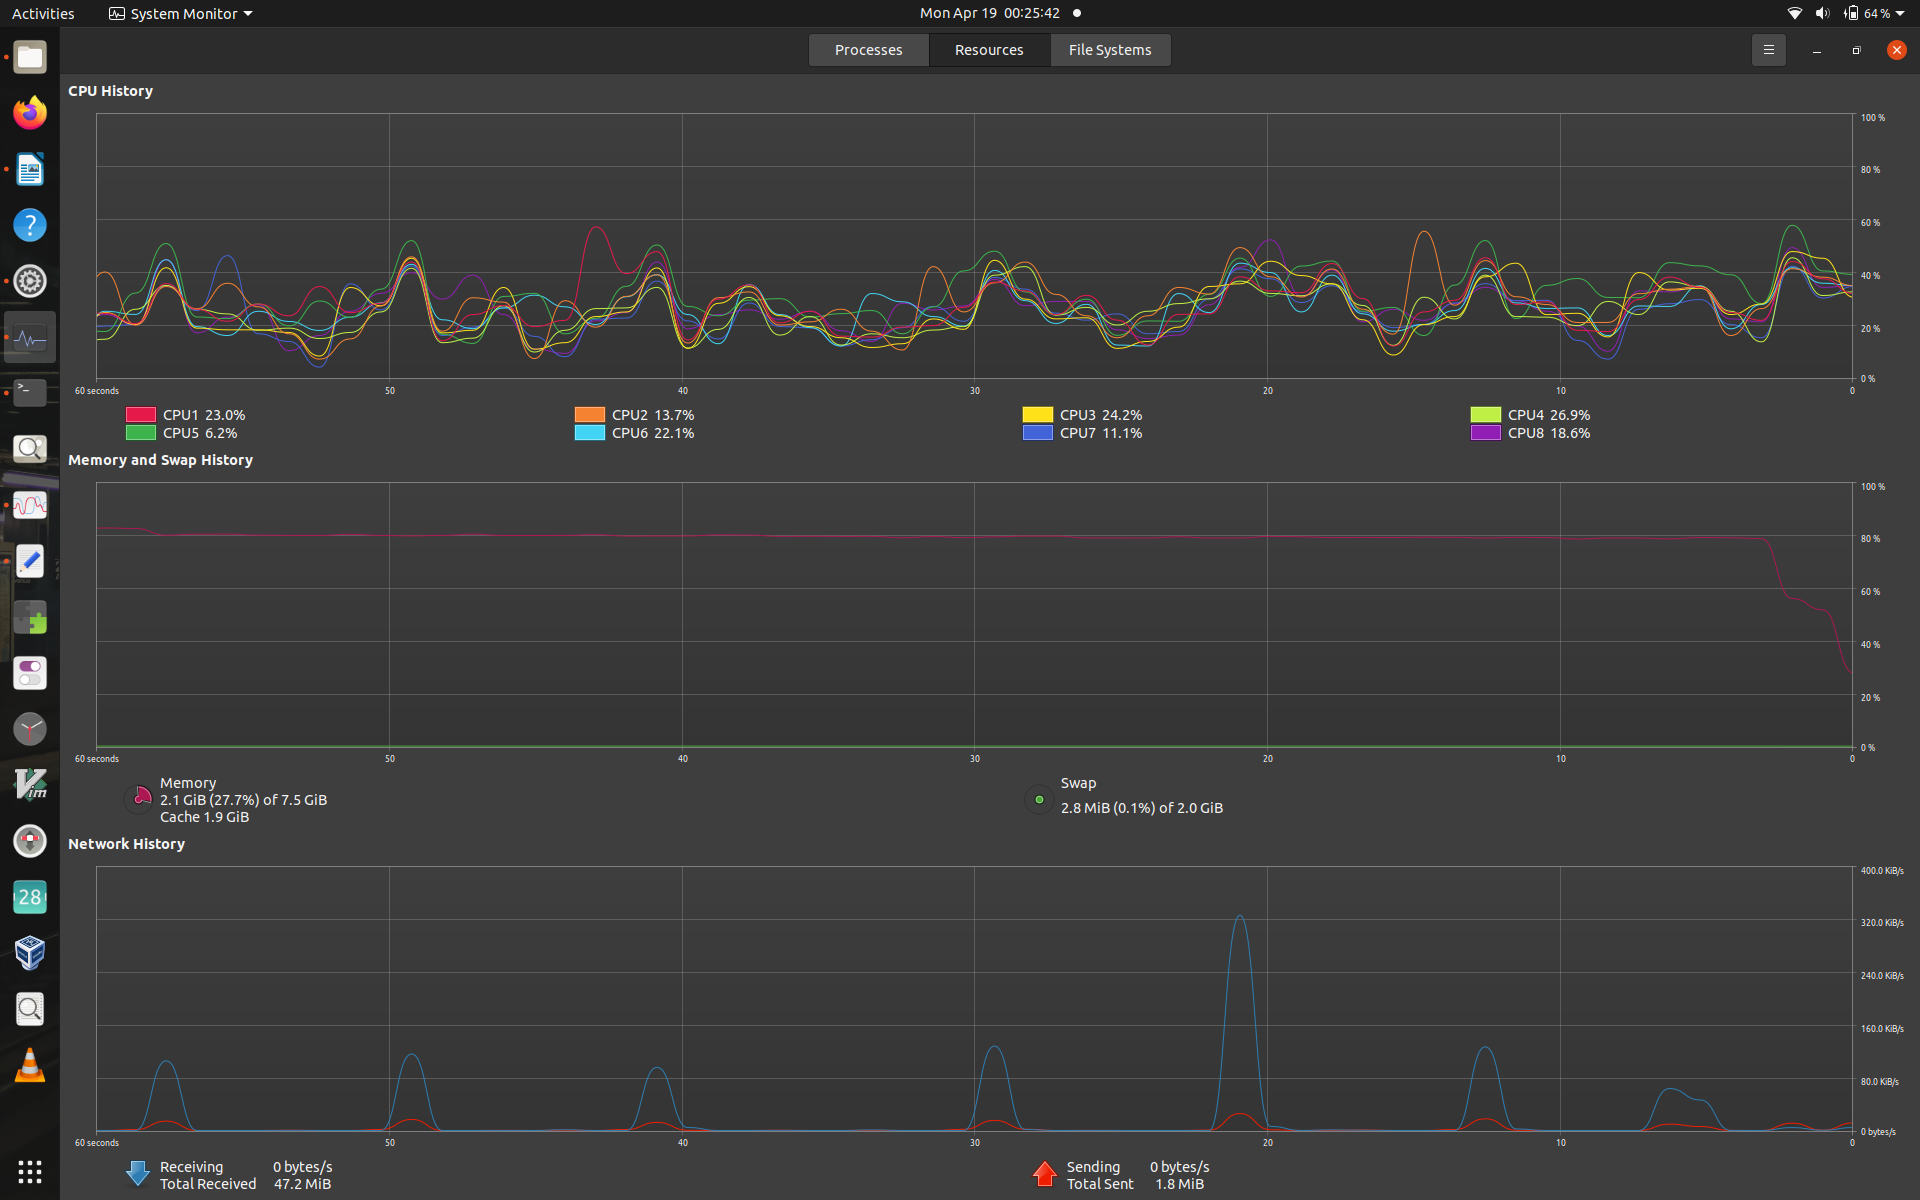 Activities System Monitor Mon Apr 19 00:25:42 64 %
Processes Resources File Systems
CPU History
100 %
80 %
60 %
40 %
20 %
0 %
60 seconds 50 40 30 20 10 0
CPU1 23.0% CPU2 13.7% CPU3 24.2% CPU4 26.9%
CPU5 6.2% CPU6 22.1% CPU7 11.1% CPU8 18.6%
Memory and Swap History
100 %
80 %
60 %
40 %
20 %
0 %
60 seconds 50 40 30 20 10 0
Memory
2.1 GiB (27.7%) of 7.5 GiB
Cache 1.9 GiB
Swap
2.8 MiB (0.1%) of 2.0 GiB
Network History
400.0 KiB/s
320.0 KiB/s
240.0 KiB/s
160.0 KiB/s
80.0 KiB/s
0 bytes/s
60 seconds 50 40 30 20 10 0
Receiving 0 bytes/s
Total Received 47.2 MiB
Sending 0 bytes/s
Total Sent 1.8 MiB
?
>_
Vim
28